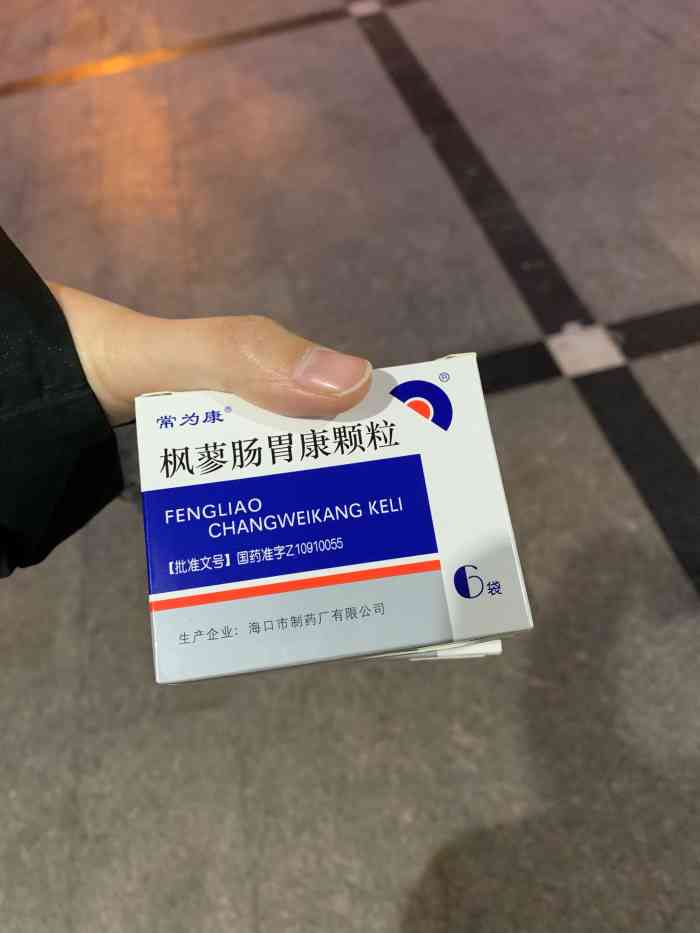 常为康®
枫蓼肠胃康颗粒
FENGLIAO
CHANGWEIKANG KELI
【批准文号】国药准字Z10910055
6袋
生产企业：海口市制药厂有限公司
®